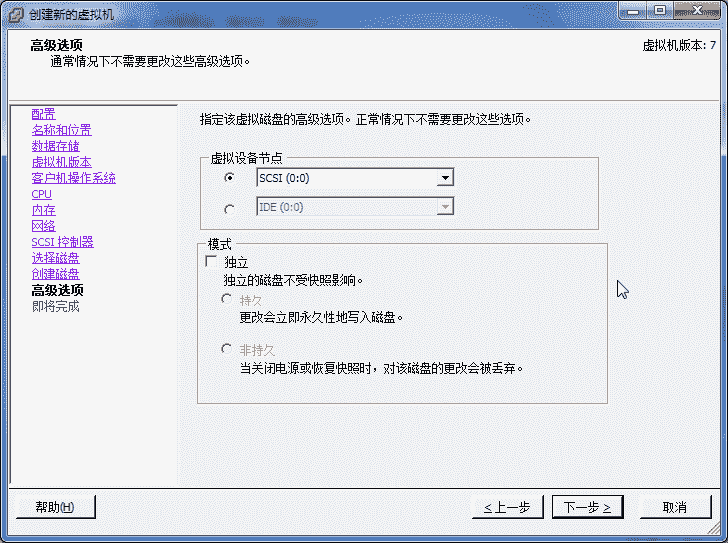 创建新的虚拟机
高级选项
通常情况下不需要更改这些高级选项。
虚拟机版本: 7
配置
名称和位置
数据存储
虚拟机版本
客户机操作系统
CPU
内存
网络
SCSI 控制器
选择磁盘
创建磁盘
高级选项
即将完成
指定该虚拟磁盘的高级选项。正常情况下不需要更改这些选项。
虚拟设备节点
SCSI (0:0)
IDE (0:0)
模式
独立
独立的磁盘不受快照影响。
持久
更改会立即永久性地写入磁盘。
非持久
当关闭电源或恢复快照时，对该磁盘的更改会被丢弃。
帮助(H)
< 上一步
下一步 >
取消